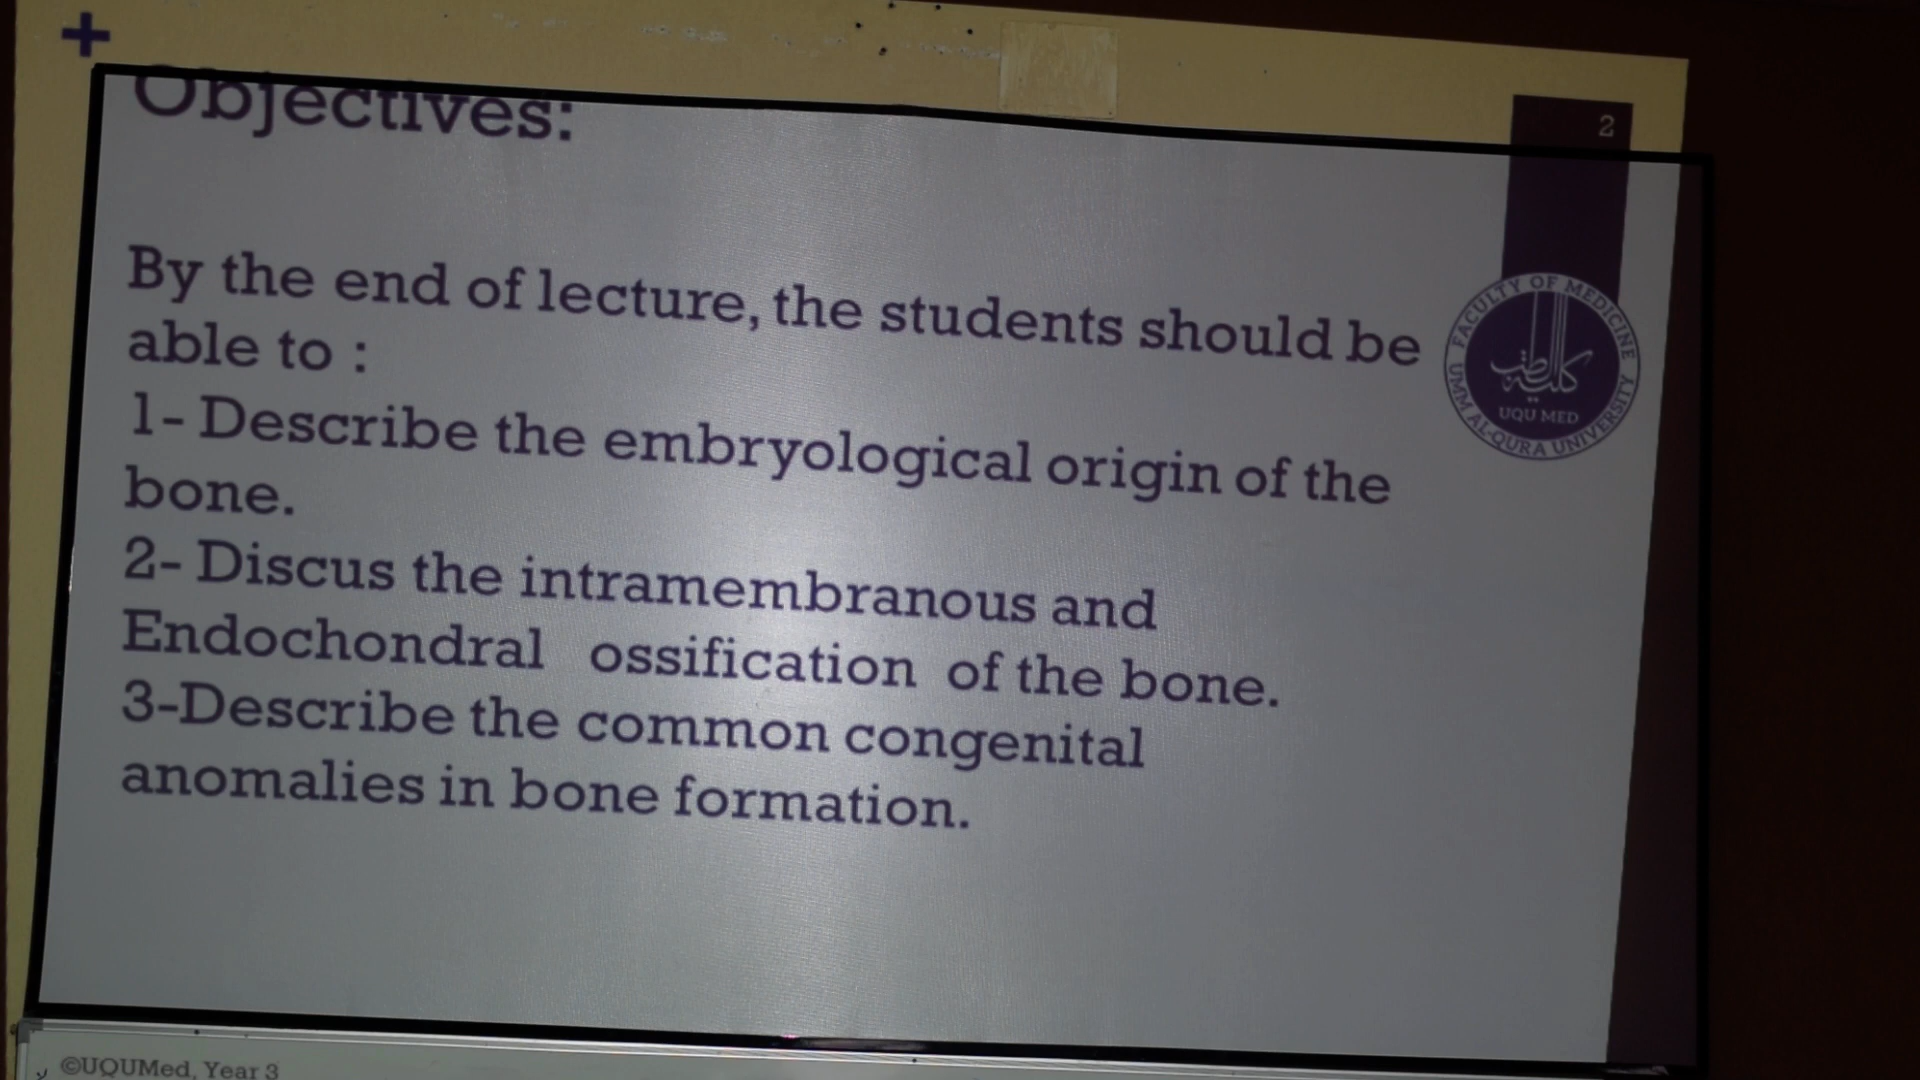 2
Objectives:
By the end of lecture, the students should be
able to :
1- Describe the embryological origin of the
bone.
2- Discus the intramembranous and
Endochondral ossification of the bone.
3-Describe the common congenital
anomalies in bone formation.
FACULTY OF MEDICINE
كلية الطب
UQU MED
UMM AL-QURA UNIVERSITY
©UQUMed, Year 3